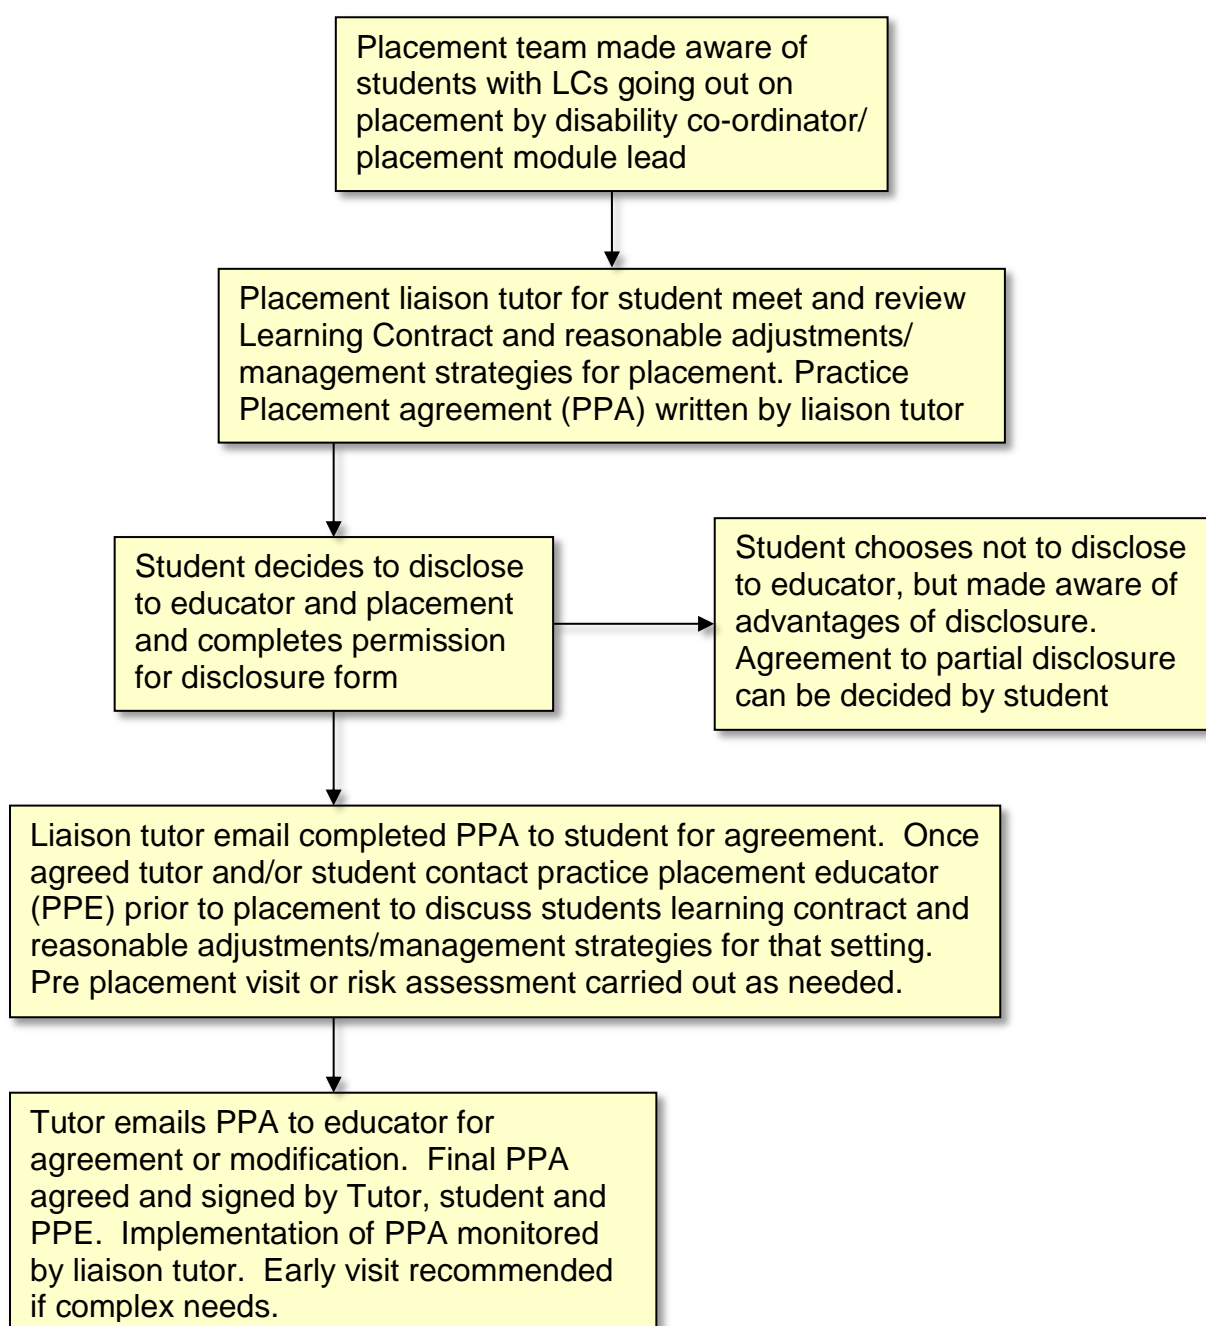 Placement team made aware of
students with LCs going out on
placement by disability co-ordinator/
placement module lead
Placement liaison tutor for student meet and review
Learning Contract and reasonable adjustments/
management strategies for placement. Practice
Placement agreement (PPA) written by liaison tutor
Student decides to disclose
to educator and placement
and completes permission
for disclosure form
Student chooses not to disclose
to educator, but made aware of
advantages of disclosure.
Agreement to partial disclosure
can be decided by student
Liaison tutor email completed PPA to student for agreement.  Once
agreed tutor and/or student contact practice placement educator
(PPE) prior to placement to discuss students learning contract and
reasonable adjustments/management strategies for that setting.
Pre placement visit or risk assessment carried out as needed.
Tutor emails PPA to educator for
agreement or modification.  Final PPA
agreed and signed by Tutor, student and
PPE.  Implementation of PPA monitored
by liaison tutor.  Early visit recommended
if complex needs.